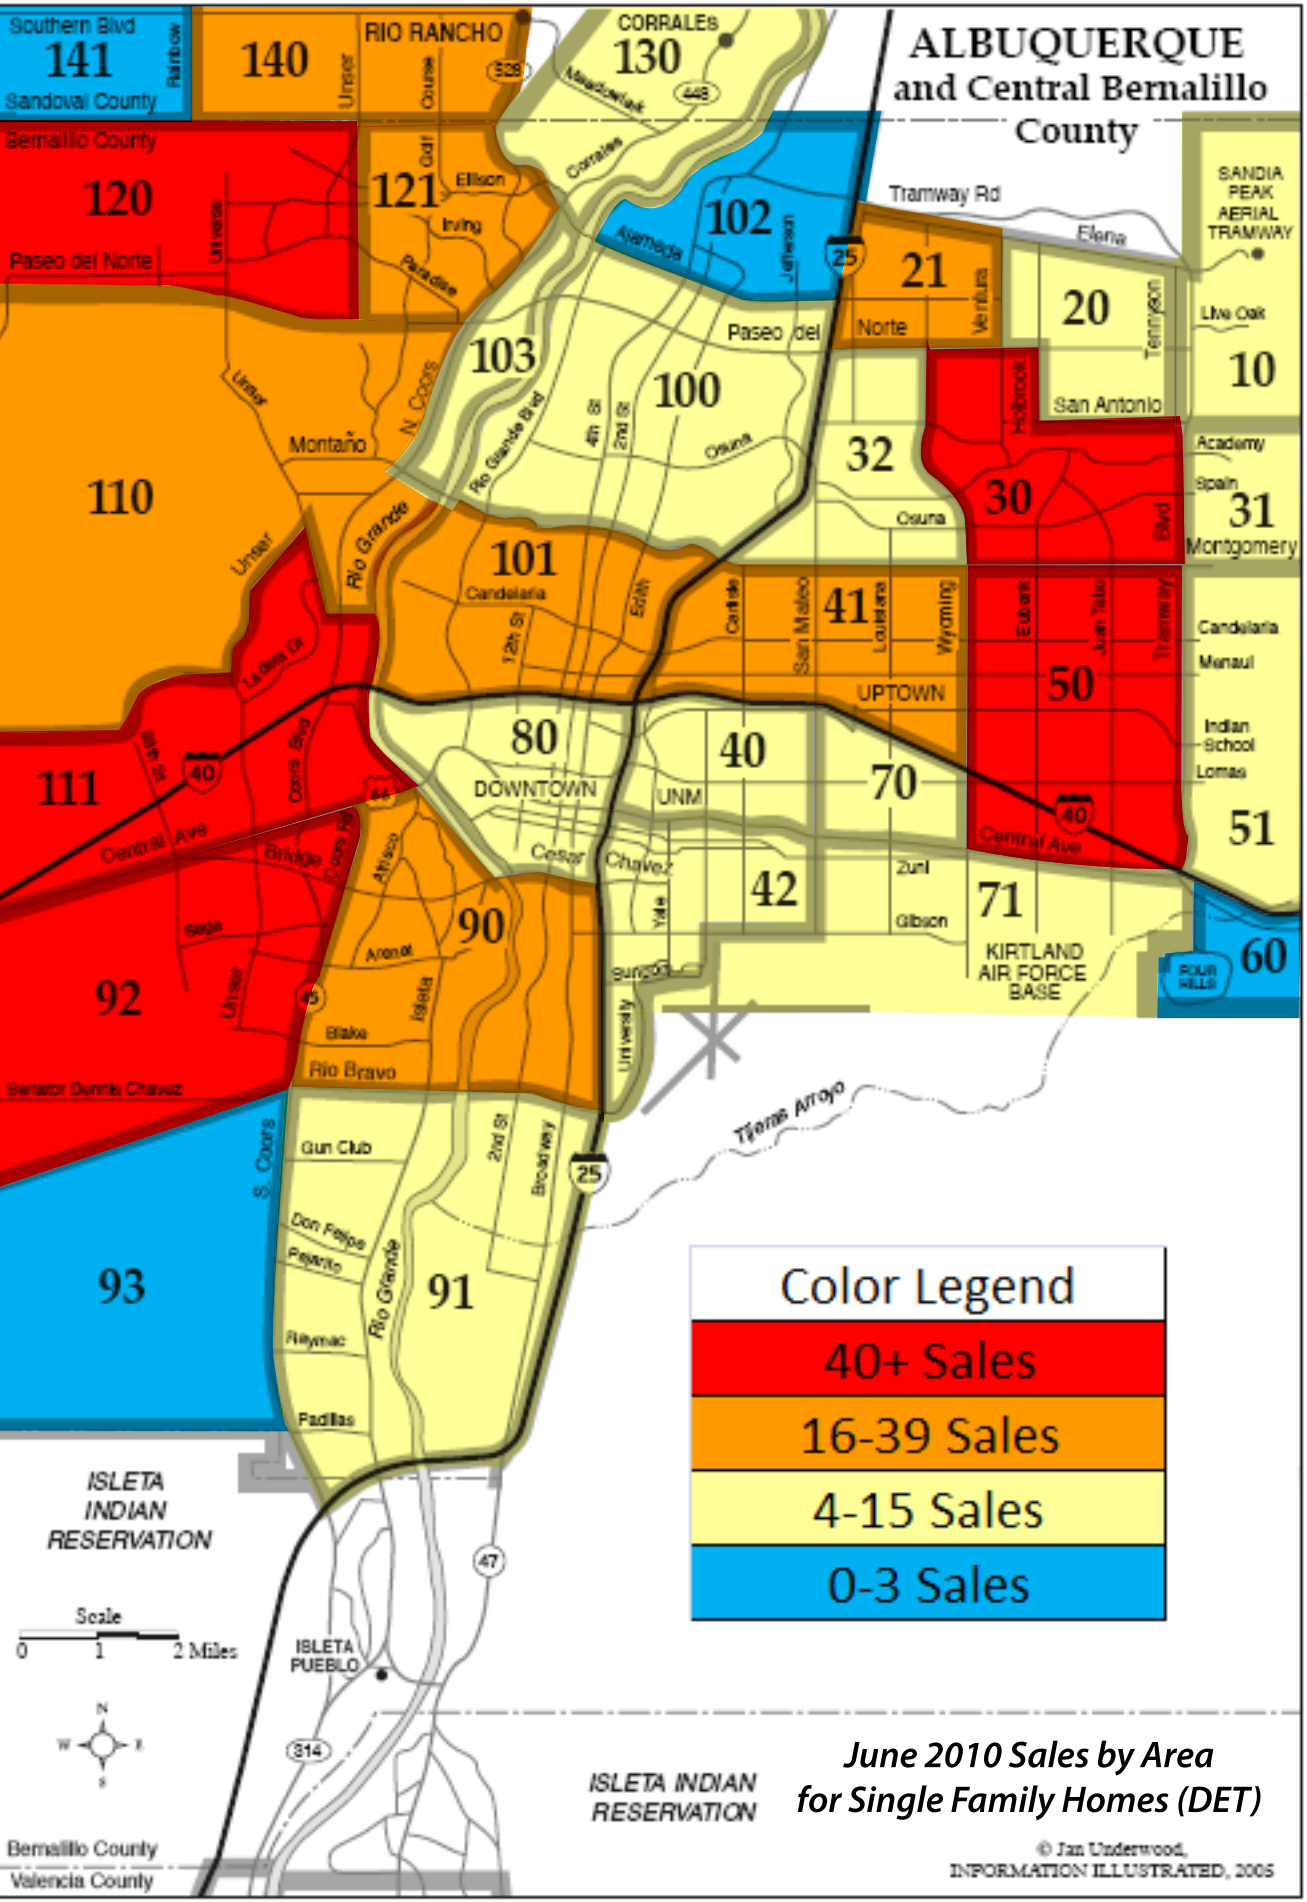 Southern Blvd
141
Rainbow
Sandoval County
140
Unser
RIO RANCHO
Course
528
CORRALEs
130
Meadowlark
448
Corrales
ALBUQUERQUE
and Central Bernalillo
County
Bernalillo County
120
Universe
Paseo del Norte
121
Golf
Ellison
Irving
Paradise
102
Alameda
Jefferson
25
Tramway Rd
Elena
SANDIA
PEAK
AERIAL
TRAMWAY
21
Norte
Ventura
20
Tennyson
San Antonio
Live Oak
10
103
100
Paseo del
N. Coors
Rio Grande Blvd
4th St
2nd St
Osuna
Unser
Montaño
110
Unser
Rio Grande
32
Osuna
Holbrook
30
Blvd
Academy
Spain
31
Montgomery
101
Candelaria
12th St
Edith
Carlisle
San Mateo
41
Louisiana
Wyoming
UPTOWN
Eubank
Juan Tabo
Tramway
50
Candelaria
Menaul
Indian
School
Lomas
51
Ladera Dr
98th St
40
Coors Blvd
111
66
Central Ave
80
DOWNTOWN
40
UNM
70
40
Central Ave
Bridge
Coors Rd
Atrisco
Cesar Chavez
Zuni
42
Yale
Gibson
71
KIRTLAND
AIR FORCE
BASE
60
FOUR
HILLS
Sage
92
Unser
Arenal
90
45
Isleta
Blake
Rio Bravo
Sunport
University
Senator Dennis Chavez
Tijeras Arroyo
S. Coors
Gun Club
2nd St
Broadway
25
Don Felipe
Pajarito
93
Rio Grande
91
Raymac
Padillas
Color Legend
40+ Sales
16-39 Sales
4-15 Sales
0-3 Sales
ISLETA
INDIAN
RESERVATION
47
Scale
0 1 2 Miles
ISLETA
PUEBLO
N
W E
S
314
ISLETA INDIAN
RESERVATION
June 2010 Sales by Area
for Single Family Homes (DET)
Bernalillo County
Valencia County
© Jan Underwood,
INFORMATION ILLUSTRATED, 2005